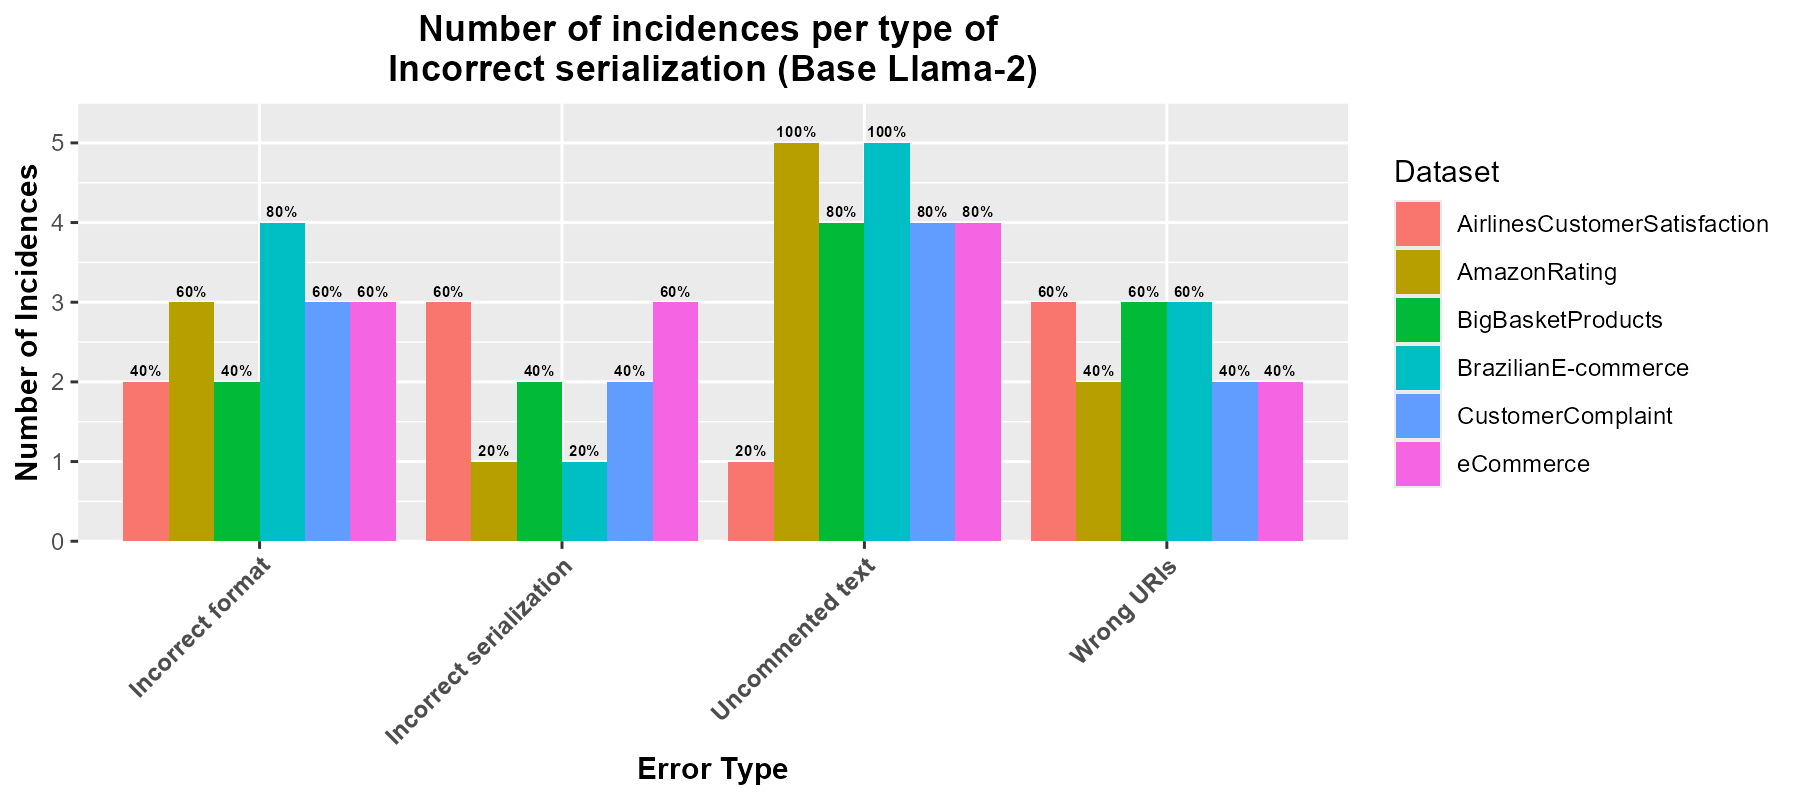 Number of incidences per type of
Incorrect serialization (Base Llama-2)
Number of Incidences
5
4
3
2
1
0
40% 60% 40% 80% 60% 60%
60% 20% 40% 20% 40% 60%
20% 100% 80% 100% 80% 80%
60% 40% 60% 60% 40% 40%
Incorrect format
Incorrect serialization
Uncommented text
Wrong URIs
Error Type
Dataset
AirlinesCustomerSatisfaction
AmazonRating
BigBasketProducts
BrazilianE-commerce
CustomerComplaint
eCommerce